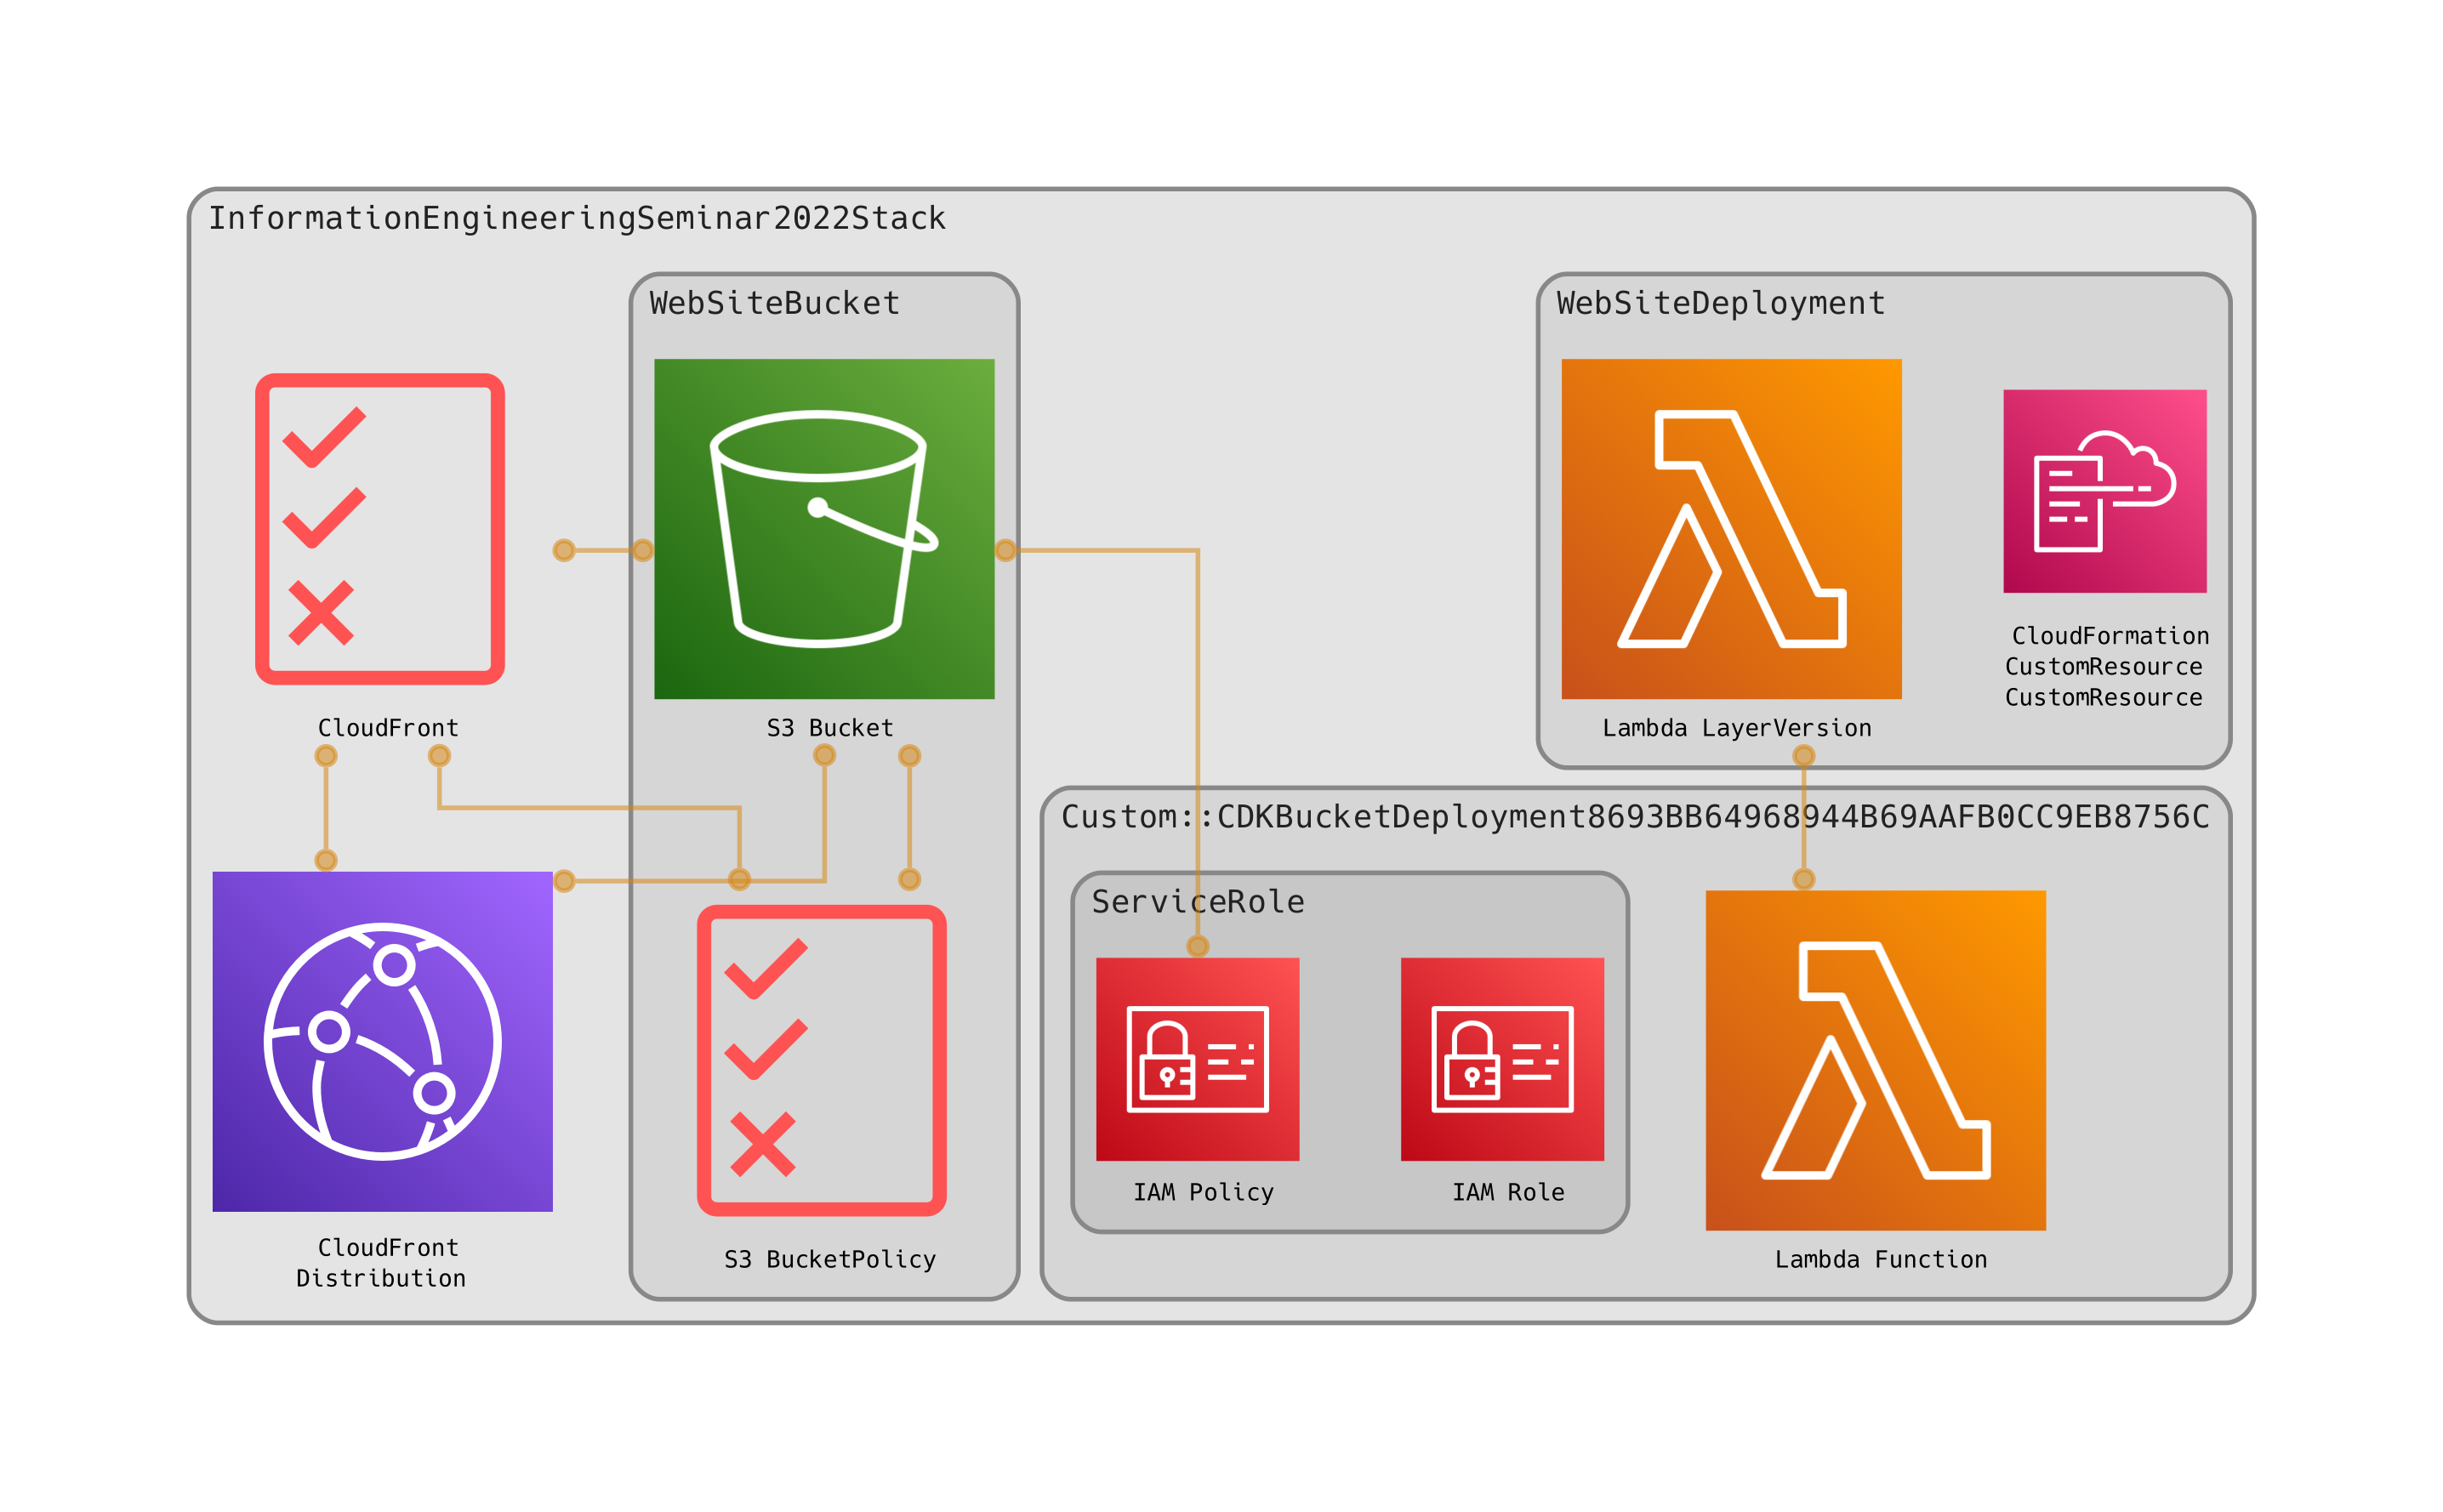 InformationEngineeringSeminar2022Stack
WebSiteBucket
WebSiteDeployment
CloudFormation
CustomResource
CustomResource
CloudFront
S3 Bucket
Lambda LayerVersion
Custom::CDKBucketDeployment8693BB64968944B69AAFB0CC9EB8756C
ServiceRole
IAM Policy
IAM Role
CloudFront
Distribution
S3 BucketPolicy
Lambda Function